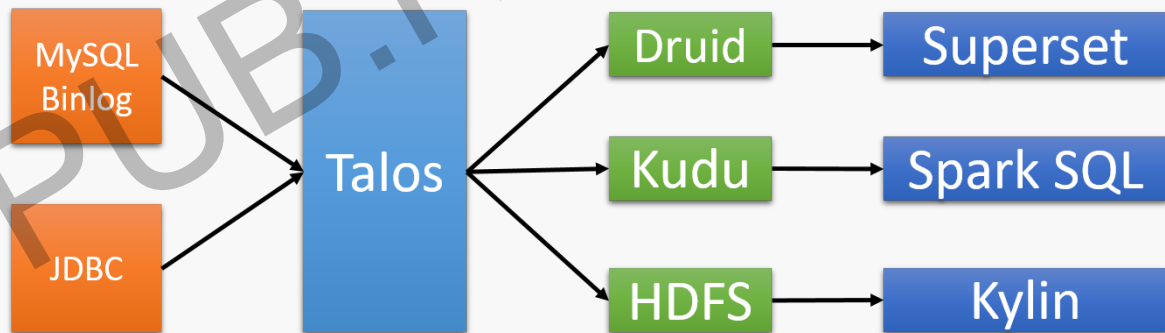 MySQL
Binlog
JDBC
Talos
Druid
Superset
Kudu
Spark SQL
HDFS
Kylin